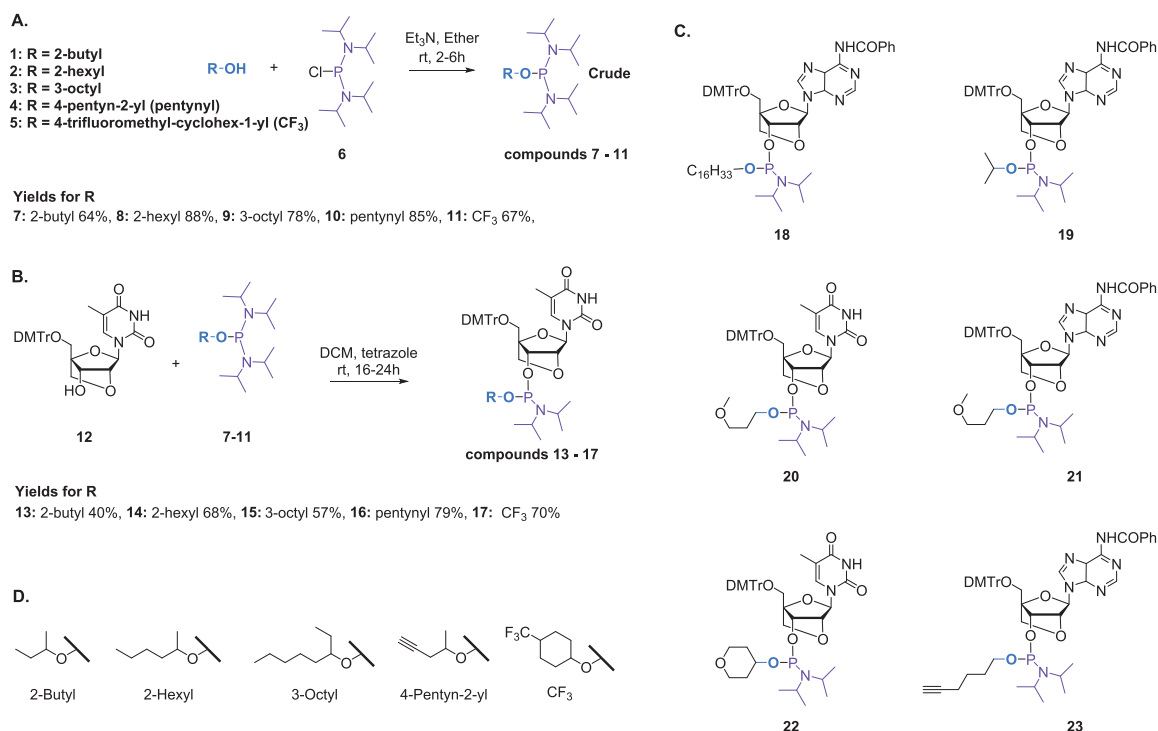 A.
1: R = 2-butyl
2: R = 2-hexyl
3: R = 3-octyl
4: R = 4-pentyn-2-yl (pentynyl)
5: R = 4-trifluoromethyl-cyclohex-1-yl (CF₃)
R-OH
+
Cl
P
N
N
6
Et₃N, Ether
rt, 2-6h
R-O
P
N
N
Crude
compounds 7 - 11
Yields for R
7: 2-butyl 64%, 8: 2-hexyl 88%, 9: 3-octyl 78%, 10: pentynyl 85%, 11: CF₃ 67%,
B.
O
NH
N
O
DMTrO
O
HO
O
12
+
R-O
P
N
N
7-11
DCM, tetrazole
rt, 16-24h
O
NH
N
O
DMTrO
O
O
O
R-O
P
N
compounds 13 - 17
Yields for R
13: 2-butyl 40%, 14: 2-hexyl 68%, 15: 3-octyl 57%, 16: pentynyl 79%, 17: CF₃ 70%
D.
O
2-Butyl
O
2-Hexyl
O
3-Octyl
O
4-Pentyn-2-yl
F₃C
O
CF₃
C.
NHCOPh
N
N
N
N
DMTrO
O
O
O
C₁₆H₃₃
O
P
N
18
NHCOPh
N
N
N
N
DMTrO
O
O
O
O
P
N
19
O
NH
N
O
DMTrO
O
O
O
O
O
P
N
20
NHCOPh
N
N
N
N
DMTrO
O
O
O
O
O
P
N
21
O
NH
N
O
DMTrO
O
O
O
O
O
P
N
22
NHCOPh
N
N
N
N
DMTrO
O
O
O
O
P
N
23